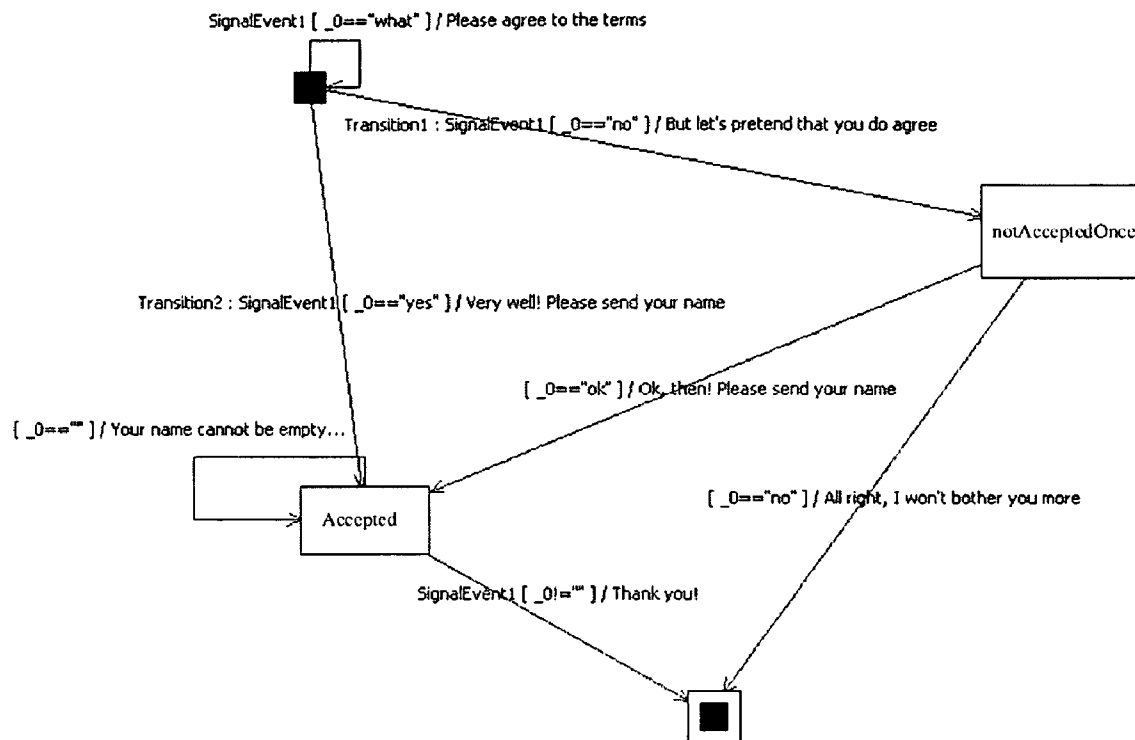 SignalEvent1 [ _0=="what" ] / Please agree to the terms
Transition1 : SignalEvent1 [ _0=="no" ] / But let's pretend that you do agree
notAcceptedOnce
Transition2 : SignalEvent1 [ _0=="yes" ] / Very well! Please send your name
[ _0=="ok" ] / Ok, then! Please send your name
[ _0=="" ] / Your name cannot be empty...
[ _0=="no" ] / All right, I won't bother you more
Accepted
SignalEvent1 [ _0!="" ] / Thank you!